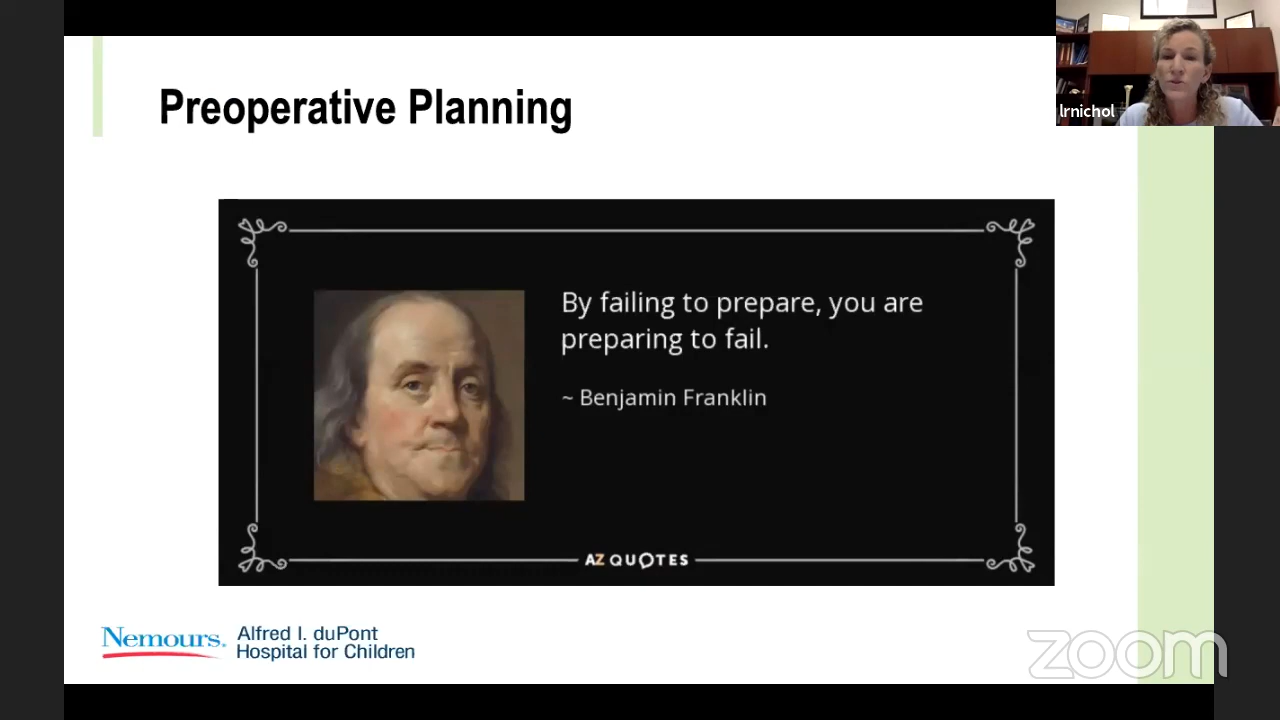 Preoperative Planning
lrnichol
By failing to prepare, you are
preparing to fail.
~ Benjamin Franklin
AZ QUOTES
Nemours. Alfred I. duPont
Hospital for Children
zoom